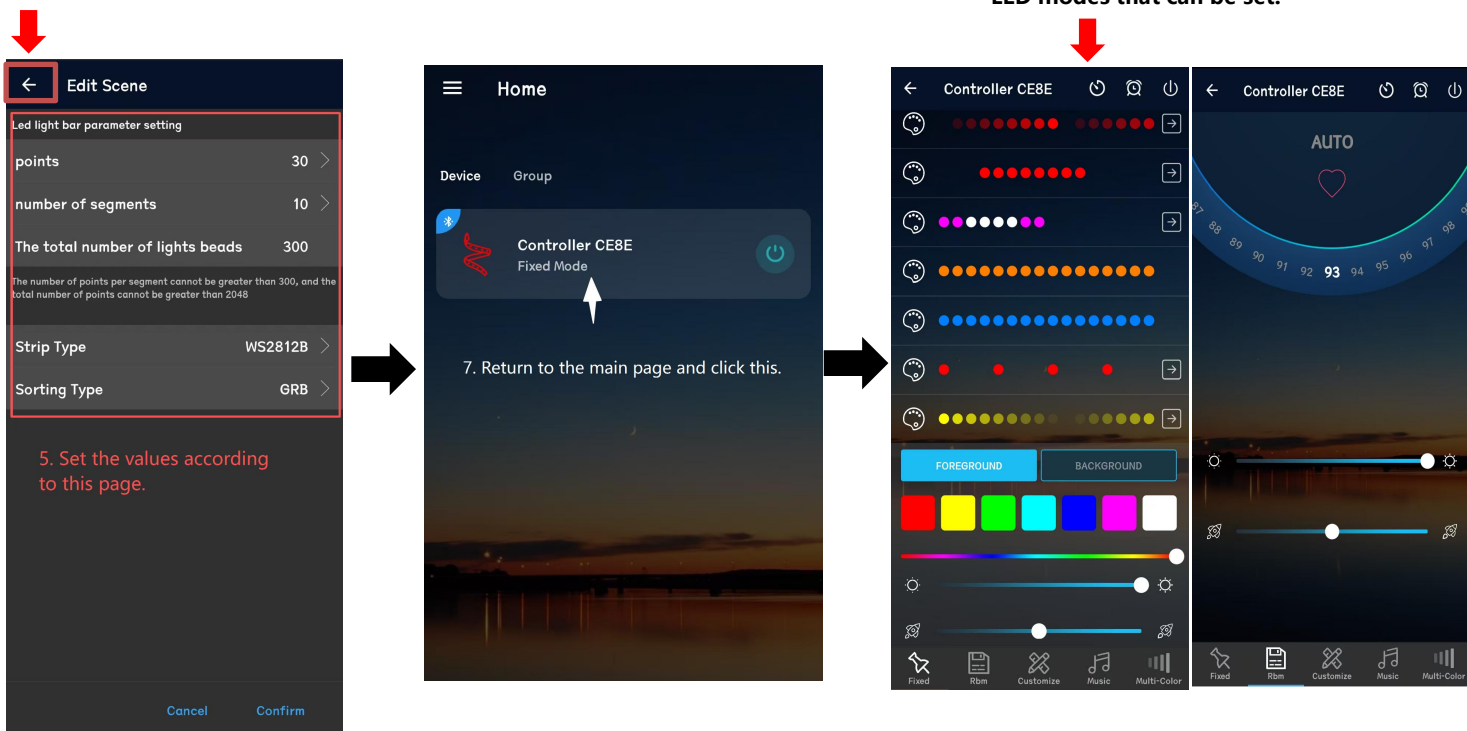 LED modes that can be set.
Edit Scene
Led light bar parameter setting
points 30
number of segments 10
The total number of lights beads 300
The number of points per segment cannot be greater than 300, and the
total number of points cannot be greater than 2048
Strip Type WS2812B
Sorting Type GRB
5. Set the values according
to this page.
Cancel Confirm
Home
Device Group
Controller CE8E
Fixed Mode
7. Return to the main page and click this.
Controller CE8E
FOREGROUND BACKGROUND
Fixed Rbm Customize Music Multi-Color
Controller CE8E
AUTO
87 88 89 90 91 92 93 94 95 96 97 98
Fixed Rbm Customize Music Multi-Color